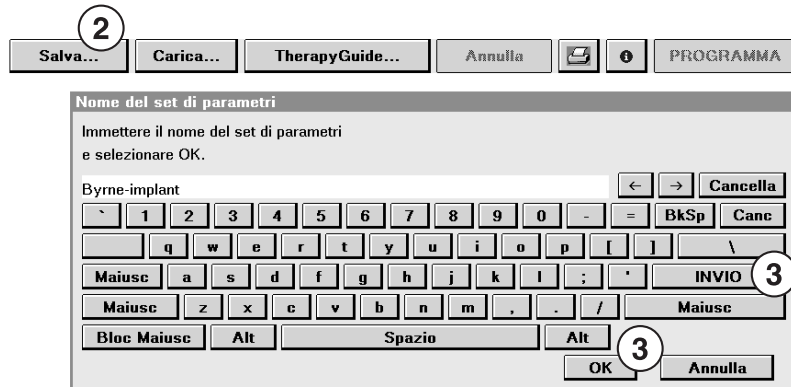 2
Salva... Carica... TherapyGuide... Annulla PROGRAMMA
Nome del set di parametri
Immettere il nome del set di parametri
e selezionare OK.
Byrne-implant ← → Cancella
` 1 2 3 4 5 6 7 8 9 0 - = BkSp Canc
q w e r t y u i o p [ ] \
Maiusc a s d f g h j k l ; ' INVIO 3
Maiusc z x c v b n m , . / Maiusc
Bloc Maiusc Alt Spazio Alt
OK 3 Annulla